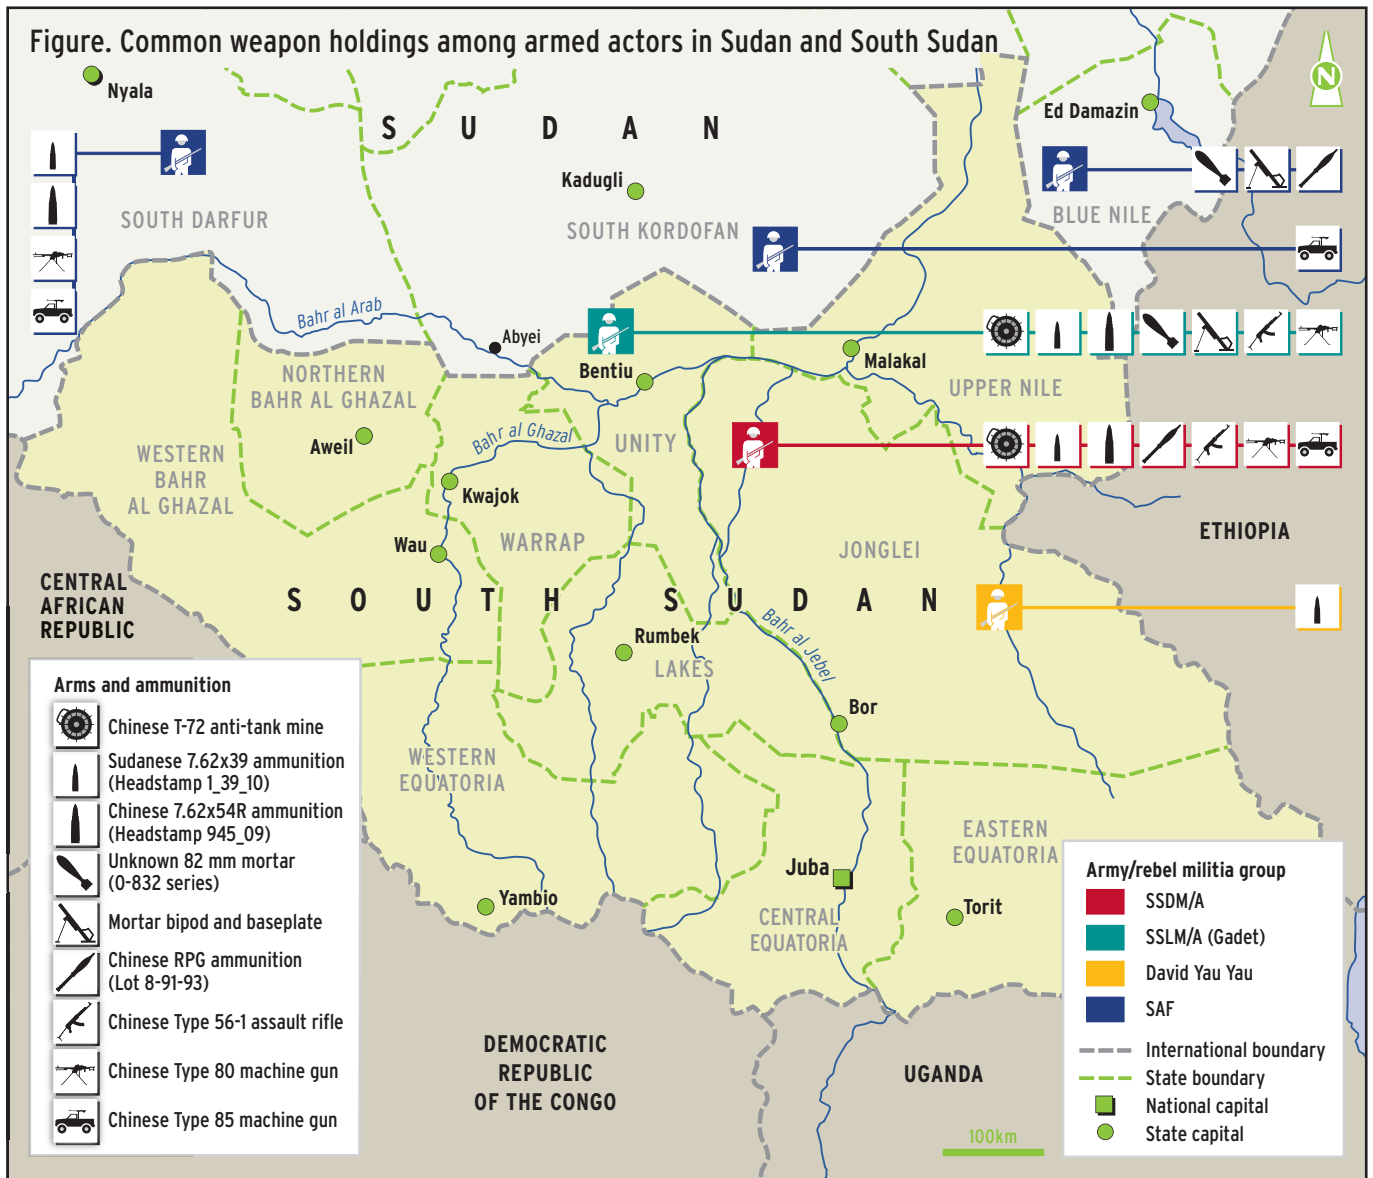 Figure. Common weapon holdings among armed actors in Sudan and South Sudan
Nyala
N
Ed Damazin
S U D A N
Kadugli
SOUTH DARFUR
SOUTH KORDOFAN
BLUE NILE
Bahr al Arab
Abyei
Bentiu
Malakal
NORTHERN
BAHR AL GHAZAL
UPPER NILE
Aweil
Bahr al Ghazal
UNITY
WESTERN
BAHR
AL GHAZAL
Kwajok
Wau
WARRAP
JONGLEI
ETHIOPIA
CENTRAL
AFRICAN
REPUBLIC
S O U T H S U D A N
Bahr al Jebel
Rumbek
LAKES
Bor
WESTERN
EQUATORIA
EASTERN
EQUATORIA
Juba
Yambio
CENTRAL
EQUATORIA
Torit
DEMOCRATIC
REPUBLIC
OF THE CONGO
UGANDA
100km
Arms and ammunition
Chinese T-72 anti-tank mine
Sudanese 7.62x39 ammunition
(Headstamp 1_39_10)
Chinese 7.62x54R ammunition
(Headstamp 945_09)
Unknown 82 mm mortar
(O-832 series)
Mortar bipod and baseplate
Chinese RPG ammunition
(Lot 8-91-93)
Chinese Type 56-1 assault rifle
Chinese Type 80 machine gun
Chinese Type 85 machine gun
Army/rebel militia group
SSDM/A
SSLM/A (Gadet)
David Yau Yau
SAF
International boundary
State boundary
National capital
State capital